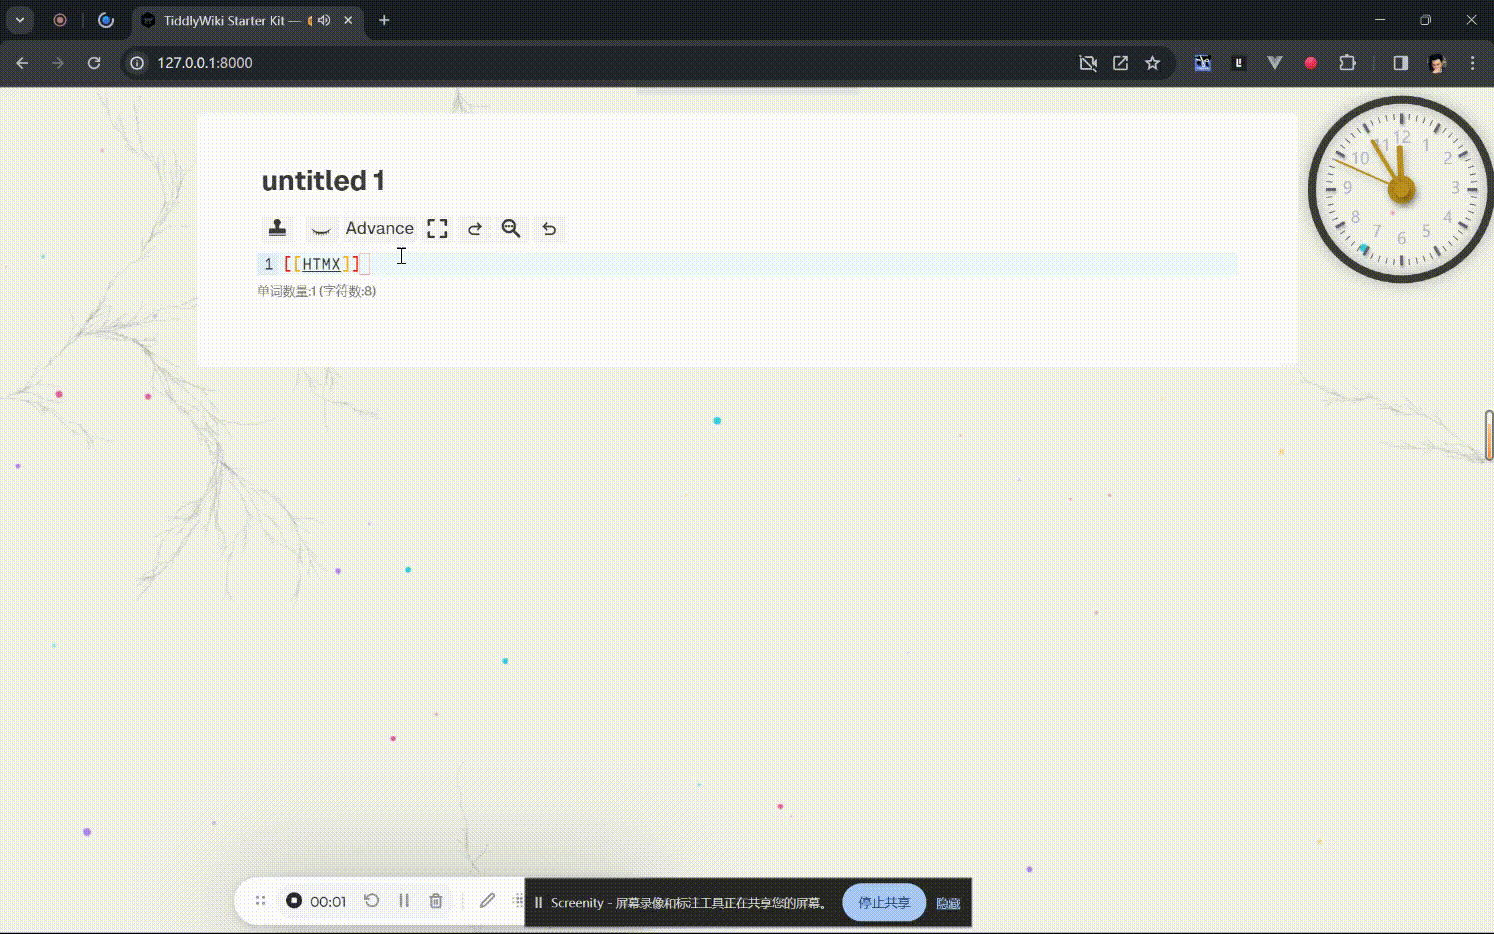 TiddlyWiki Starter Kit —
127.0.0.1:8000
untitled 1
Advance
1 [[HTMX]]
单词数量:1 (字符数:8)
12
1
2
3
4
5
6
7
8
9
10
11
00:01
Screenity - 屏幕录像和标注工具正在共享您的屏幕。
停止共享
隐藏